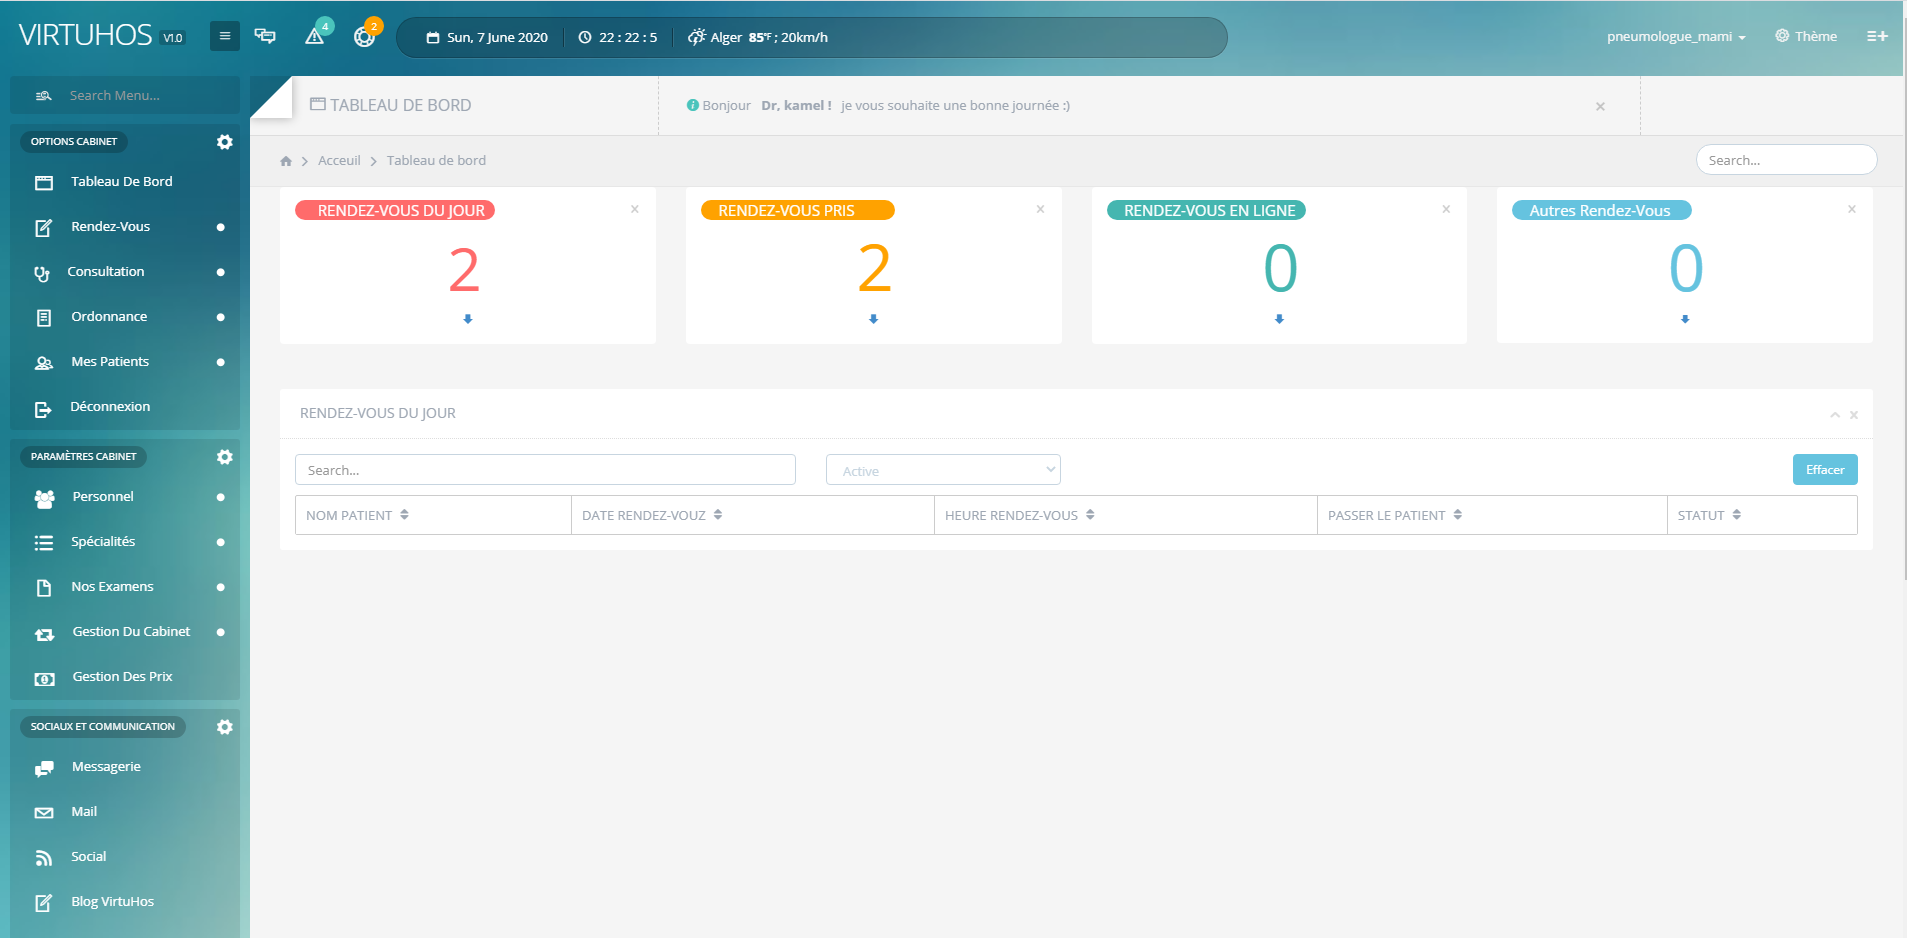 VIRTUHOS V1.0
4
2
Sun, 7 June 2020
22 : 22 : 5
Alger 85°F ; 20km/h
pneumologue_mami
Thème
Search Menu...
TABLEAU DE BORD
Bonjour Dr, kamel ! je vous souhaite une bonne journée :)
×
Acceuil
Tableau de bord
Search...
OPTIONS CABINET
Tableau De Bord
Rendez-Vous
Consultation
Ordonnance
Mes Patients
Déconnexion
PARAMÈTRES CABINET
Personnel
Spécialités
Nos Examens
Gestion Du Cabinet
Gestion Des Prix
SOCIAUX ET COMMUNICATION
Messagerie
Mail
Social
Blog VirtuHos
RENDEZ-VOUS DU JOUR
2
RENDEZ-VOUS PRIS
2
RENDEZ-VOUS EN LIGNE
0
Autres Rendez-Vous
0
RENDEZ-VOUS DU JOUR
Search...
Active
Effacer
NOM PATIENT
DATE RENDEZ-VOUZ
HEURE RENDEZ-VOUS
PASSER LE PATIENT
STATUT